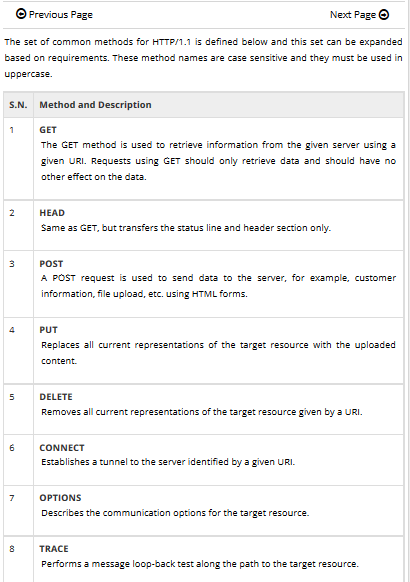 Previous Page Next Page
The set of common methods for HTTP/1.1 is defined below and this set can be expanded
based on requirements. These method names are case sensitive and they must be used in
uppercase.
S.N. Method and Description
1 GET
The GET method is used to retrieve information from the given server using a
given URI. Requests using GET should only retrieve data and should have no
other effect on the data.
2 HEAD
Same as GET, but transfers the status line and header section only.
3 POST
A POST request is used to send data to the server, for example, customer
information, file upload, etc. using HTML forms.
4 PUT
Replaces all current representations of the target resource with the uploaded
content.
5 DELETE
Removes all current representations of the target resource given by a URI.
6 CONNECT
Establishes a tunnel to the server identified by a given URI.
7 OPTIONS
Describes the communication options for the target resource.
8 TRACE
Performs a message loop-back test along the path to the target resource.